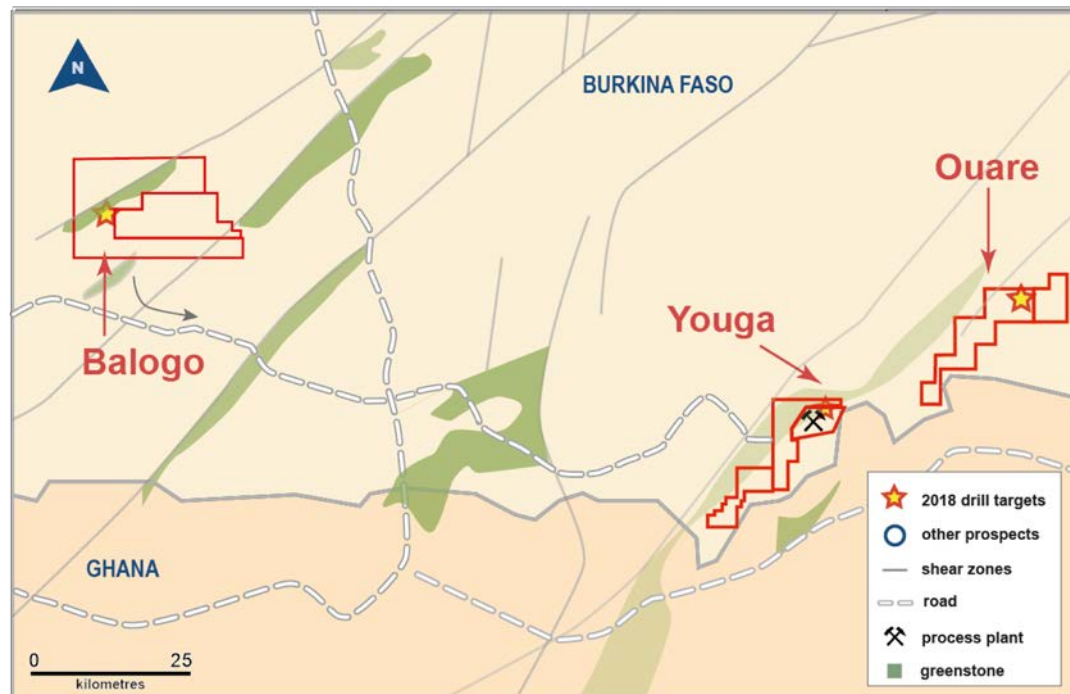 N
BURKINA FASO
Ouare
Youga
Balogo
GHANA
0 25
kilometres
2018 drill targets
other prospects
shear zones
road
process plant
greenstone